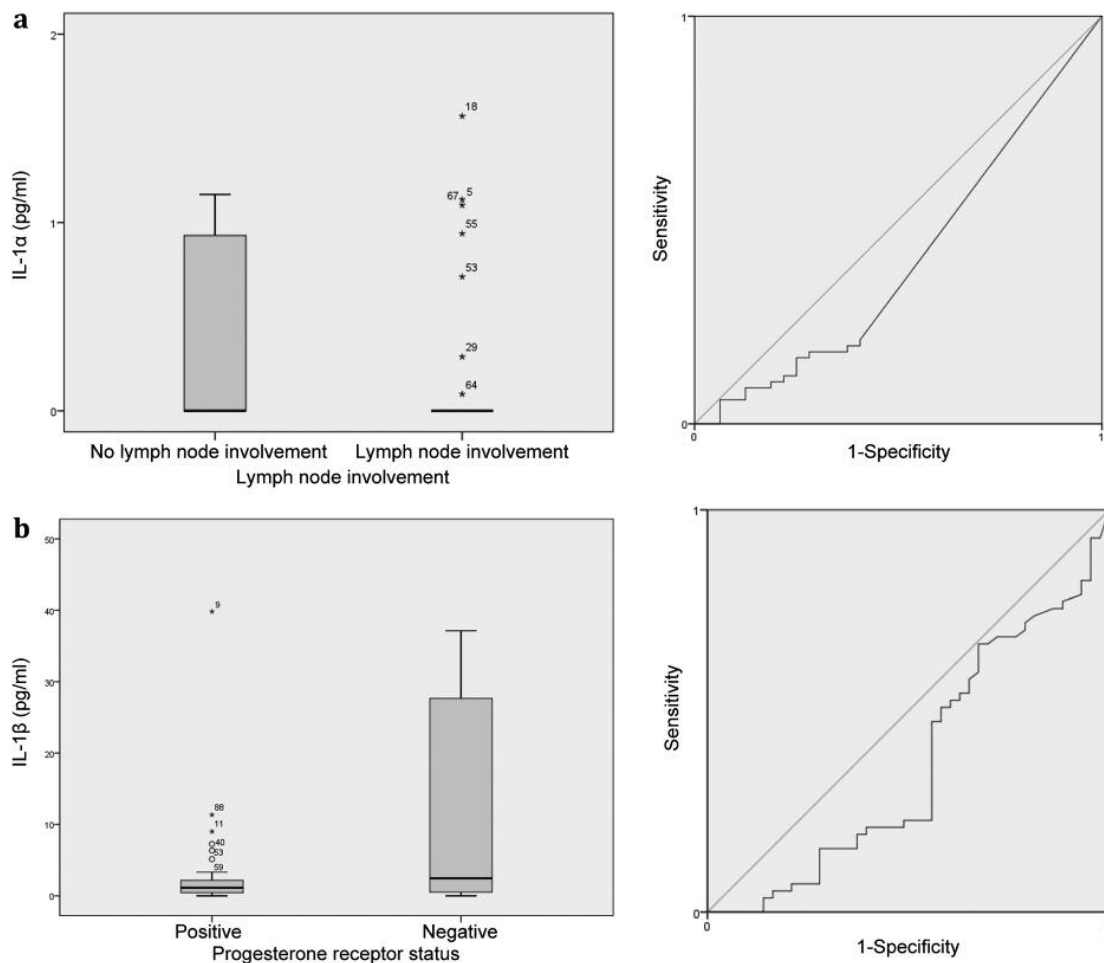 a
2
1
0
IL-1α (pg/ml)
18
67 5
55
53
29
64
No lymph node involvement Lymph node involvement
Lymph node involvement
1
Sensitivity
0
0 1
1-Specificity
b
50
40
30
20
10
0
IL-1β (pg/ml)
9
88
11
40
53
59
Positive Negative
Progesterone receptor status
1
Sensitivity
0
0
1-Specificity